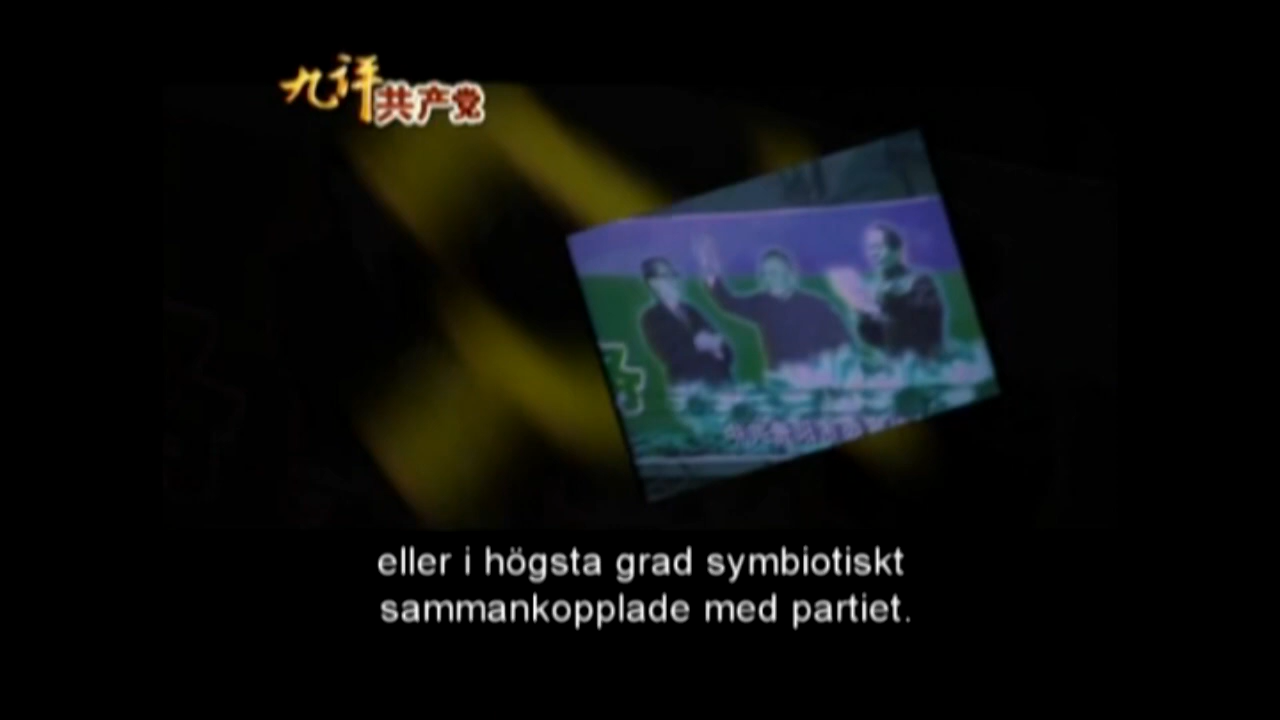 九评
共产党
eller i högsta grad symbiotiskt
sammankopplade med partiet.